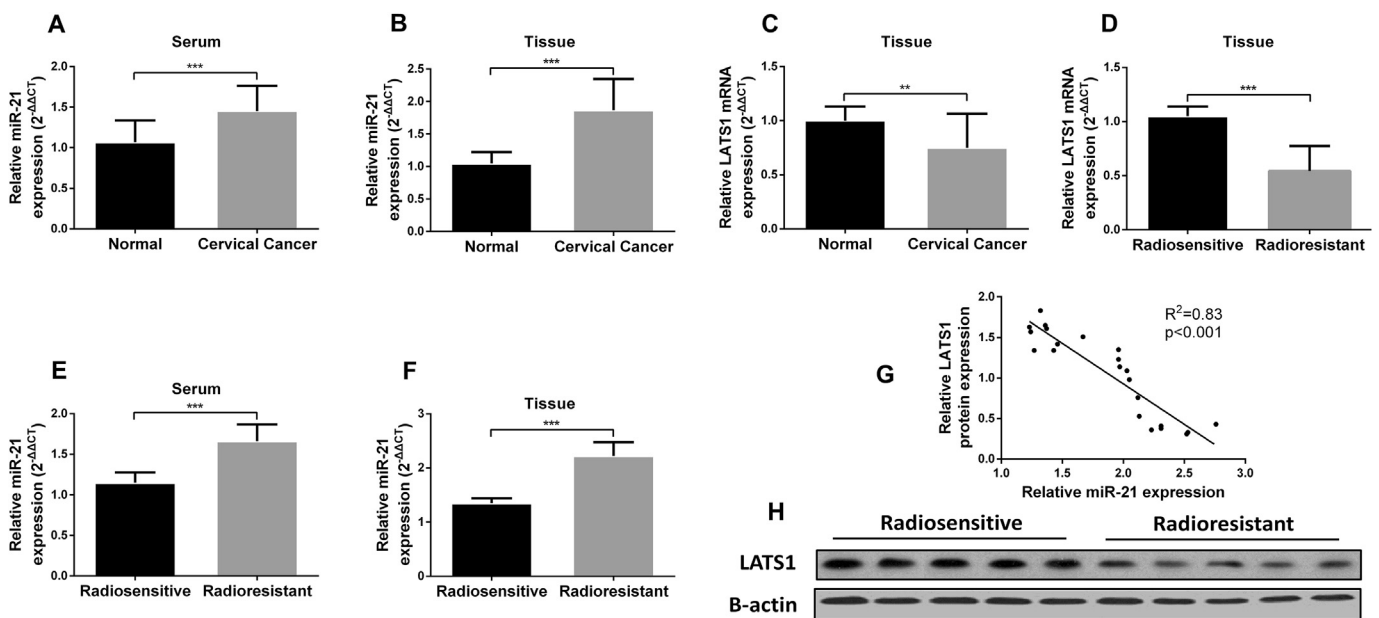 A
Serum
Relative miR-21
expression (2-ΔΔCT)
2.0
1.5
1.0
0.5
0.0
***
Normal
Cervical Cancer
B
Tissue
Relative miR-21
expression (2-ΔΔCT)
2.5
2.0
1.5
1.0
0.5
0.0
***
Normal
Cervical Cancer
C
Tissue
Relative LATS1 mRNA
expression (2-ΔΔCT)
1.5
1.0
0.5
0.0
**
Normal
Cervical Cancer
D
Tissue
Relative LATS1 mRNA
expression (2-ΔΔCT)
1.5
1.0
0.5
0.0
***
Radiosensitive
Radioresistant
E
Serum
Relative miR-21
expression (2-ΔΔCT)
2.0
1.5
1.0
0.5
0.0
***
Radiosensitive
Radioresistant
F
Tissue
Relative miR-21
expression (2-ΔΔCT)
3
2
1
0
***
Radiosensitive
Radioresistant
G
Relative LATS1
protein expression
2.0
1.5
1.0
0.5
0.0
R2=0.83
p<0.001
1.0
1.5
2.0
2.5
3.0
Relative miR-21 expression
H
Radiosensitive
Radioresistant
LATS1
B-actin